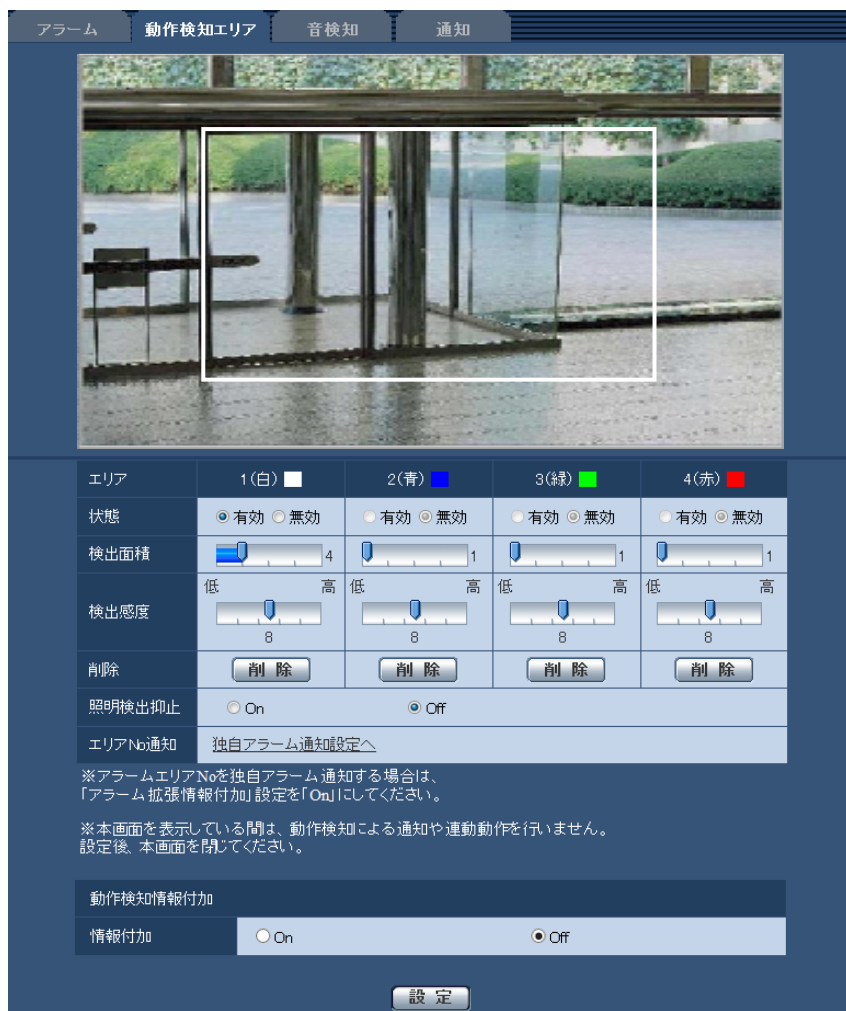 アラーム 動作検知エリア 音検知 通知
エリア 1(白) 2(青) 3(緑) 4(赤)
状態 有効 無効 有効 無効 有効 無効 有効 無効
検出面積 4 1 1 1
低 高 低 高 低 高 低 高
検出感度
8 8 8 8
削除 削除 削除 削除 削除
照明検出抑止 On Off
エリアNo通知 独自アラーム通知設定へ
※アラームエリアNoを独自アラーム通知する場合は、
「アラーム拡張情報付加」設定を「On」にしてください。
※本画面を表示している間は、動作検知による通知や連動動作を行いません。
設定後、本画面を閉じてください。
動作検知情報付加
情報付加 On Off
設定